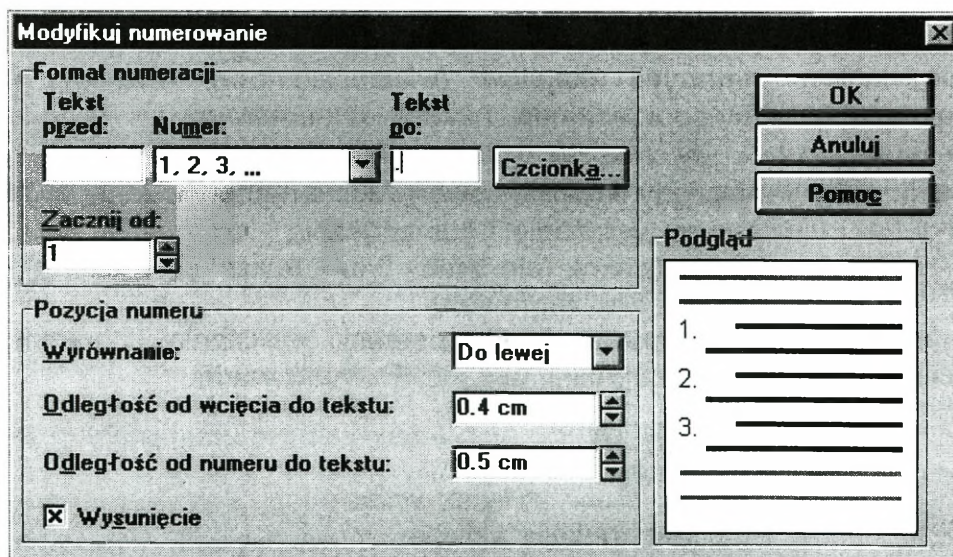 Modyfikuj numerowanie
Format numeracji
Tekst przed:
Numer:
Tekst po:
1, 2, 3, ...
.
Czcionka...
Zacznij od:
1
OK
Anuluj
Pomoc
Pozycja numeru
Wyrównanie:
Do lewej
Odległość od wcięcia do tekstu:
0.4 cm
Odległość od numeru do tekstu:
0.5 cm
Wysunięcie
Podgląd
1.
2.
3.